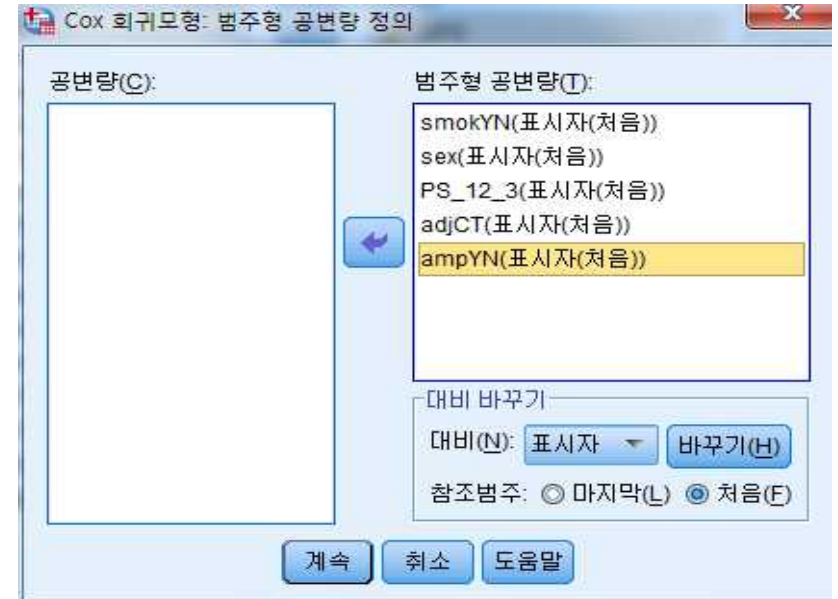 Cox 회귀모형: 범주형 공변량 정의
공변량(C):
범주형 공변량(T):
smokYN(표시자(처음))
sex(표시자(처음))
PS_12_3(표시자(처음))
adjCT(표시자(처음))
ampYN(표시자(처음))
대비 바꾸기
대비(N): 표시자 바꾸기(H)
참조범주: 마지막(L) 처음(F)
계속 취소 도움말